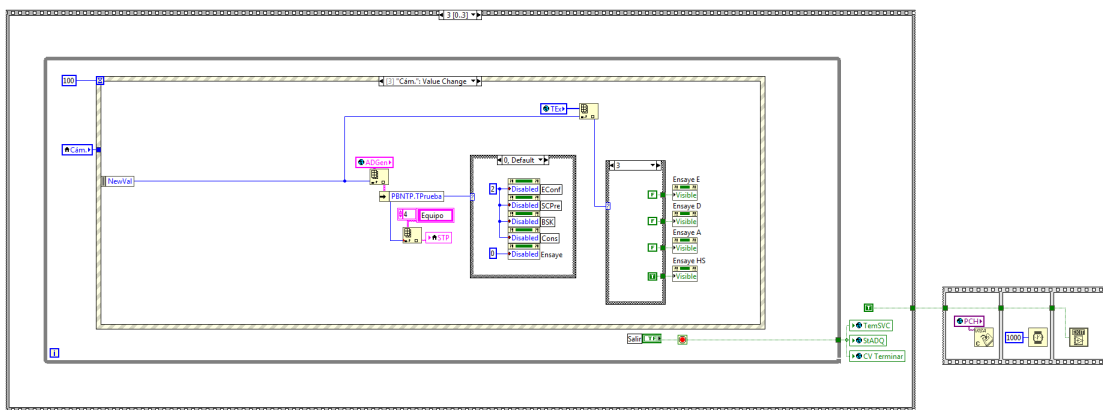 3 [0..3]
100
[3] "Cám.": Value Change
Cám.
NewVal
TEx
ADGen
PBNTP.TPrueba
4
Equipo
STP
0, Default
2
Disabled EConf
Disabled SCPre
Disabled BSK
Disabled Cons
0
Disabled Ensaye
3
Ensaye E
F
Visible
Ensaye D
F
Visible
Ensaye A
F
Visible
Ensaye HS
T
Visible
i
Salir
TF
T
TemSVC
StADQ
CV Terminar
PCH
VISA
C
1000